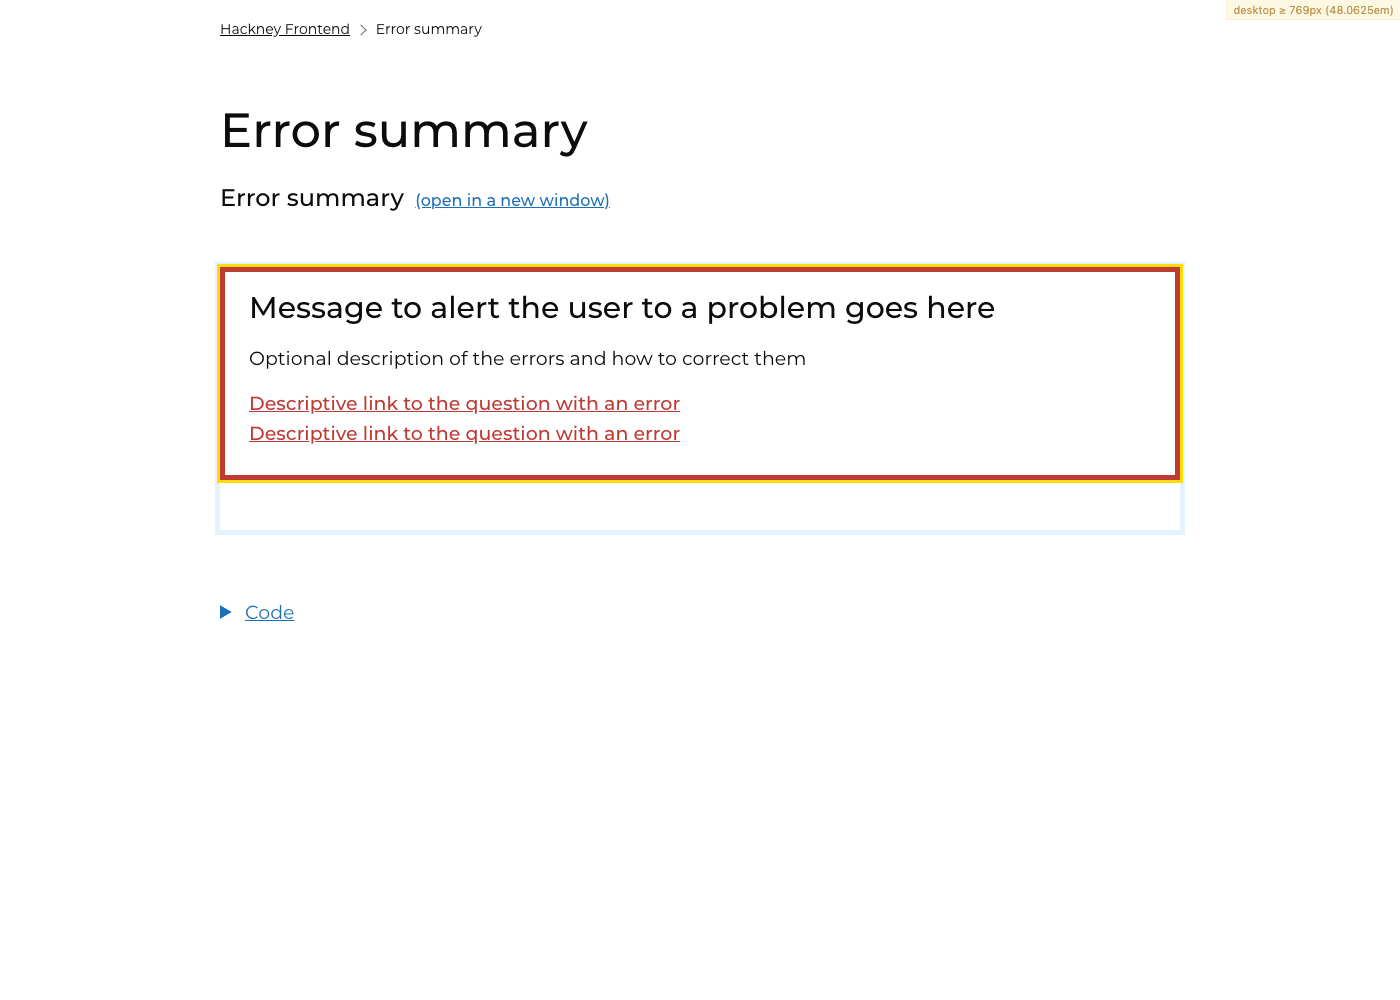 Hackney Frontend > Error summary
desktop ≥ 769px (48.0625em)
Error summary
Error summary (open in a new window)
Message to alert the user to a problem goes here
Optional description of the errors and how to correct them
Descriptive link to the question with an error
Descriptive link to the question with an error
Code